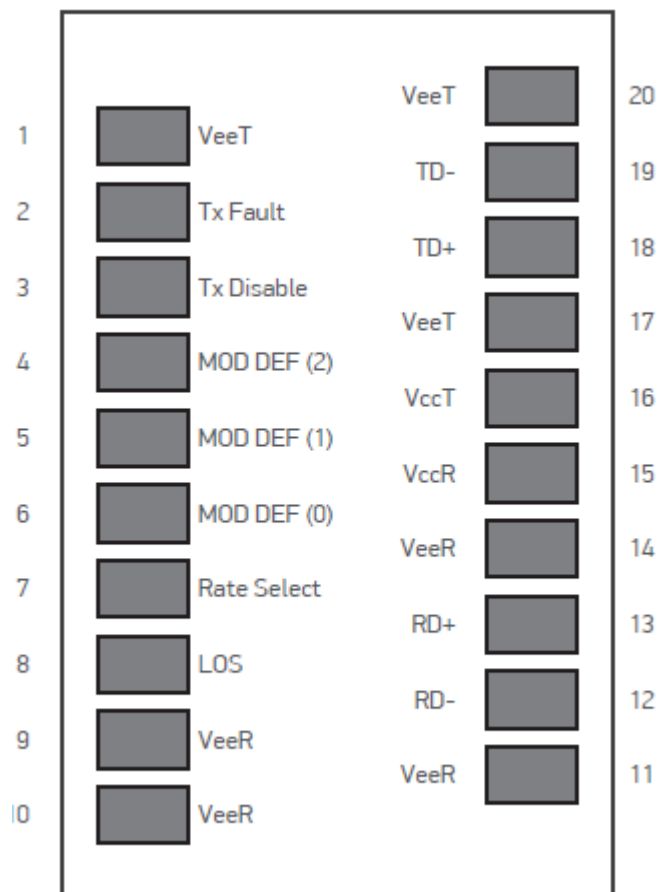 VeeT 20
1 VeeT
TD- 19
2 Tx Fault
TD+ 18
3 Tx Disable
VeeT 17
4 MOD DEF (2)
VccT 16
5 MOD DEF (1)
VccR 15
6 MOD DEF (0)
VeeR 14
7 Rate Select
RD+ 13
8 LOS
RD- 12
9 VeeR
VeeR 11
10 VeeR